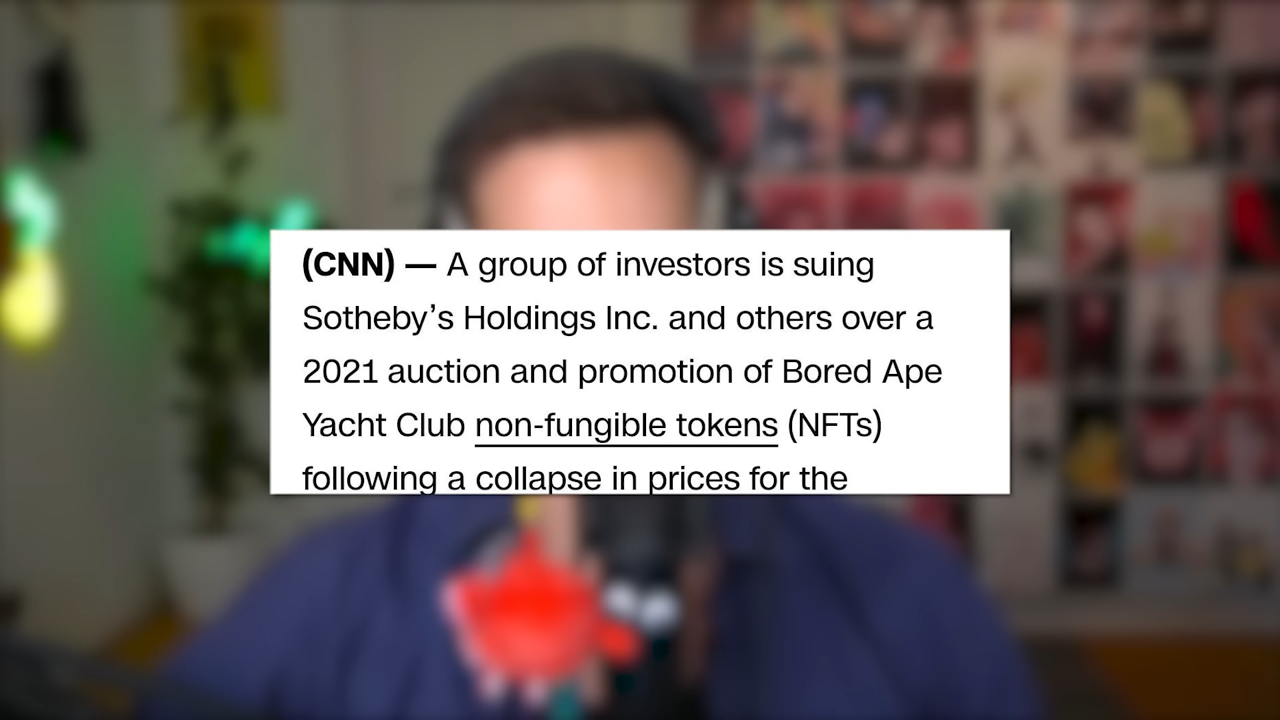 (CNN) — A group of investors is suing
Sotheby’s Holdings Inc. and others over a
2021 auction and promotion of Bored Ape
Yacht Club non-fungible tokens (NFTs)
following a collapse in prices for the